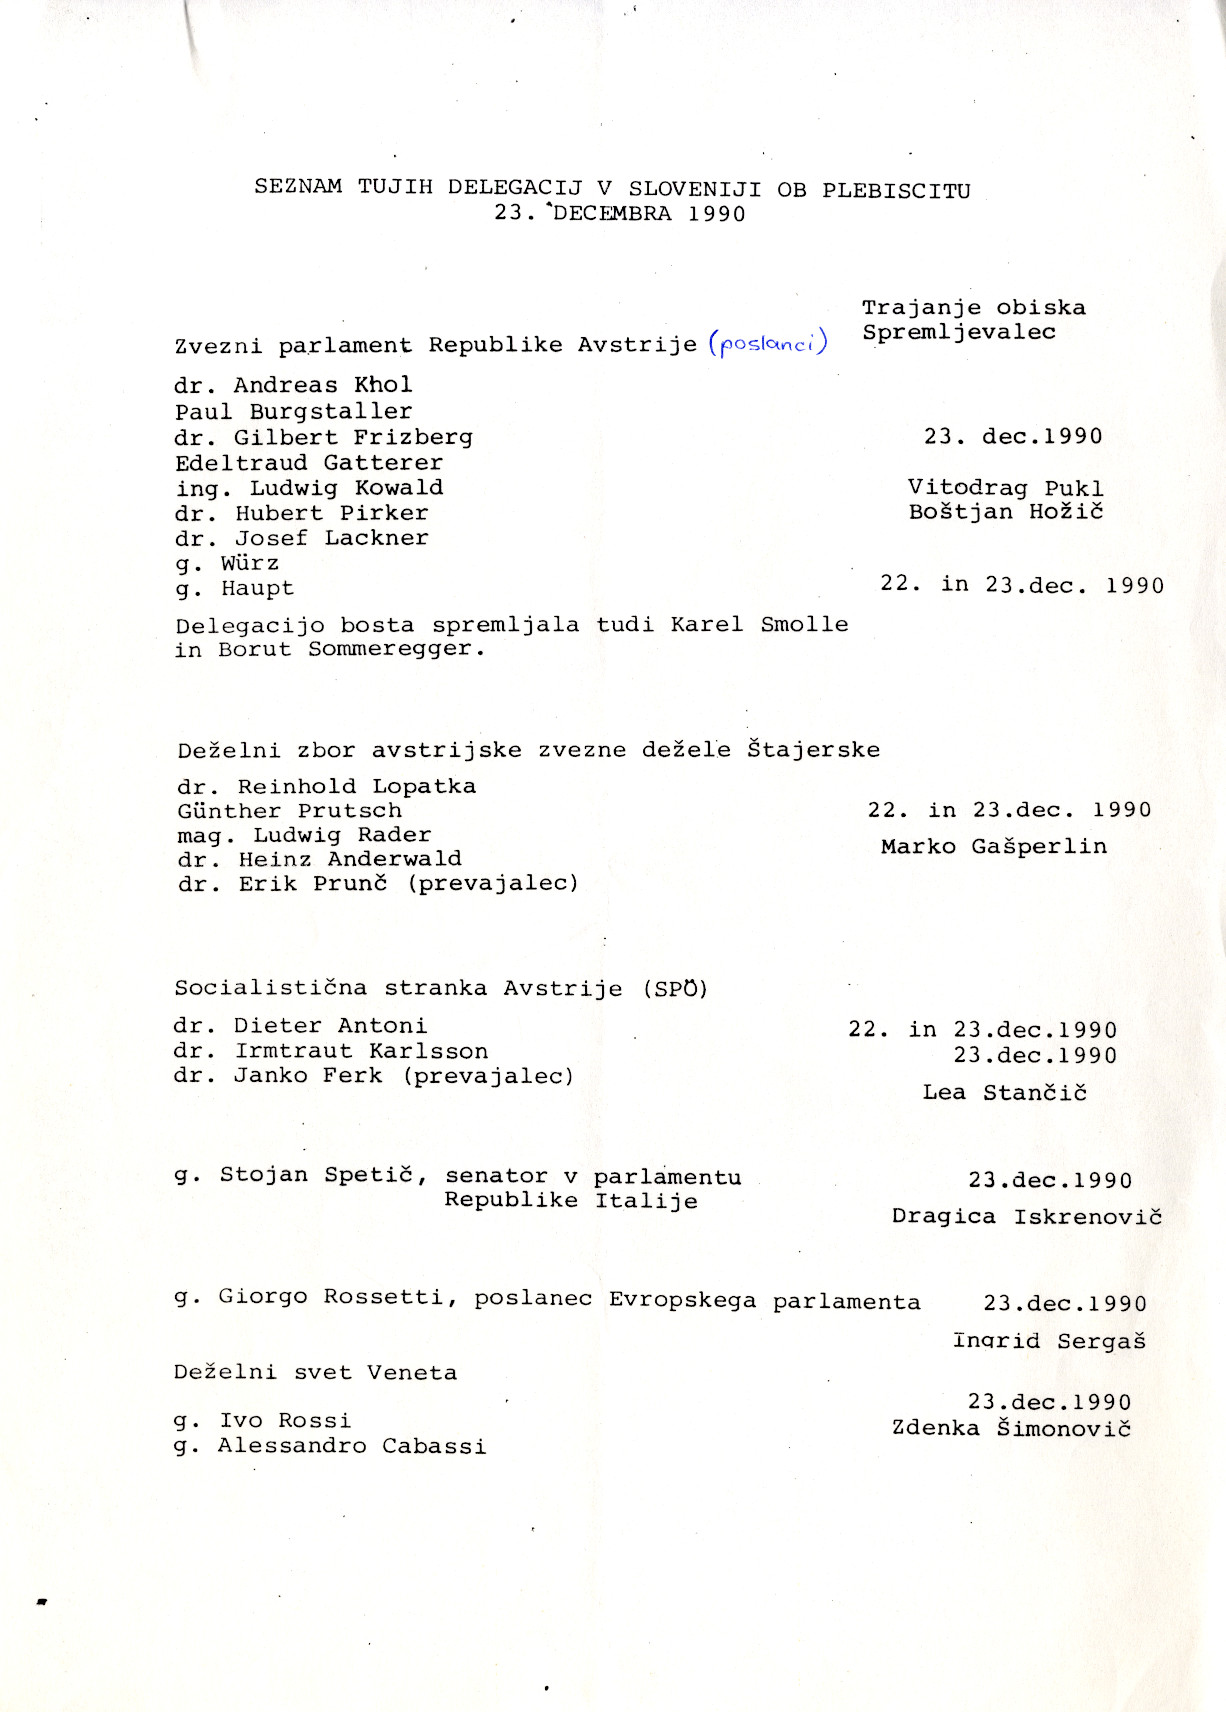 SEZNAM TUJIH DELEGACIJ V SLOVENIJI OB PLEBISCITU
23. DECEMBRA 1990
Trajanje obiska
Spremljevalec
Zvezni parlament Republike Avstrije (poslanci)
dr. Andreas Khol
Paul Burgstaller
dr. Gilbert Frizberg 23. dec.1990
Edeltraud Gatterer
ing. Ludwig Kowald Vitodrag Pukl
dr. Hubert Pirker Boštjan Hožič
dr. Josef Lackner
g. Würz
g. Haupt 22. in 23.dec. 1990
Delegacijo bosta spremljala tudi Karel Smolle
in Borut Sommeregger.
Deželni zbor avstrijske zvezne dežele Štajerske
dr. Reinhold Lopatka
Günther Prutsch 22. in 23.dec. 1990
mag. Ludwig Rader
Marko Gašperlin
dr. Heinz Anderwald
dr. Erik Prunč (prevajalec)
Socialistična stranka Avstrije (SPÖ)
dr. Dieter Antoni 22. in 23.dec.1990
dr. Irmtraut Karlsson 23.dec.1990
dr. Janko Ferk (prevajalec)
Lea Stančič
g. Stojan Spetič, senator v parlamentu 23.dec.1990
Republike Italije
Dragica Iskrenovič
g. Giorgo Rossetti, poslanec Evropskega parlamenta 23.dec.1990
Ingrid Sergaš
Deželni svet Veneta
23.dec.1990
g. Ivo Rossi Zdenka Šimonovič
g. Alessandro Cabassi